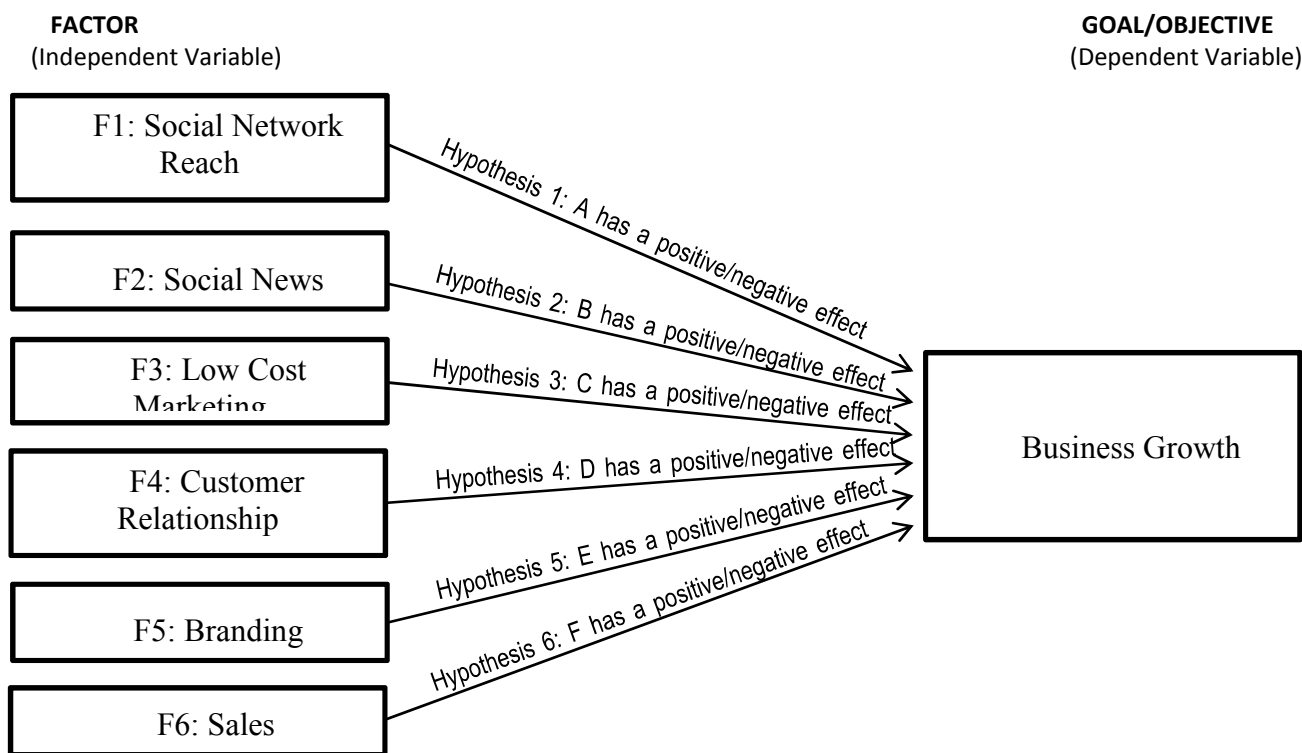 FACTOR
(Independent Variable)
GOAL/OBJECTIVE
(Dependent Variable)
F1: Social Network
Reach
F2: Social News
F3: Low Cost
Marketing
F4: Customer
Relationship
F5: Branding
F6: Sales
Hypothesis 1: A has a positive/negative effect
Hypothesis 2: B has a positive/negative effect
Hypothesis 3: C has a positive/negative effect
Hypothesis 4: D has a positive/negative effect
Hypothesis 5: E has a positive/negative effect
Hypothesis 6: F has a positive/negative effect
Business Growth